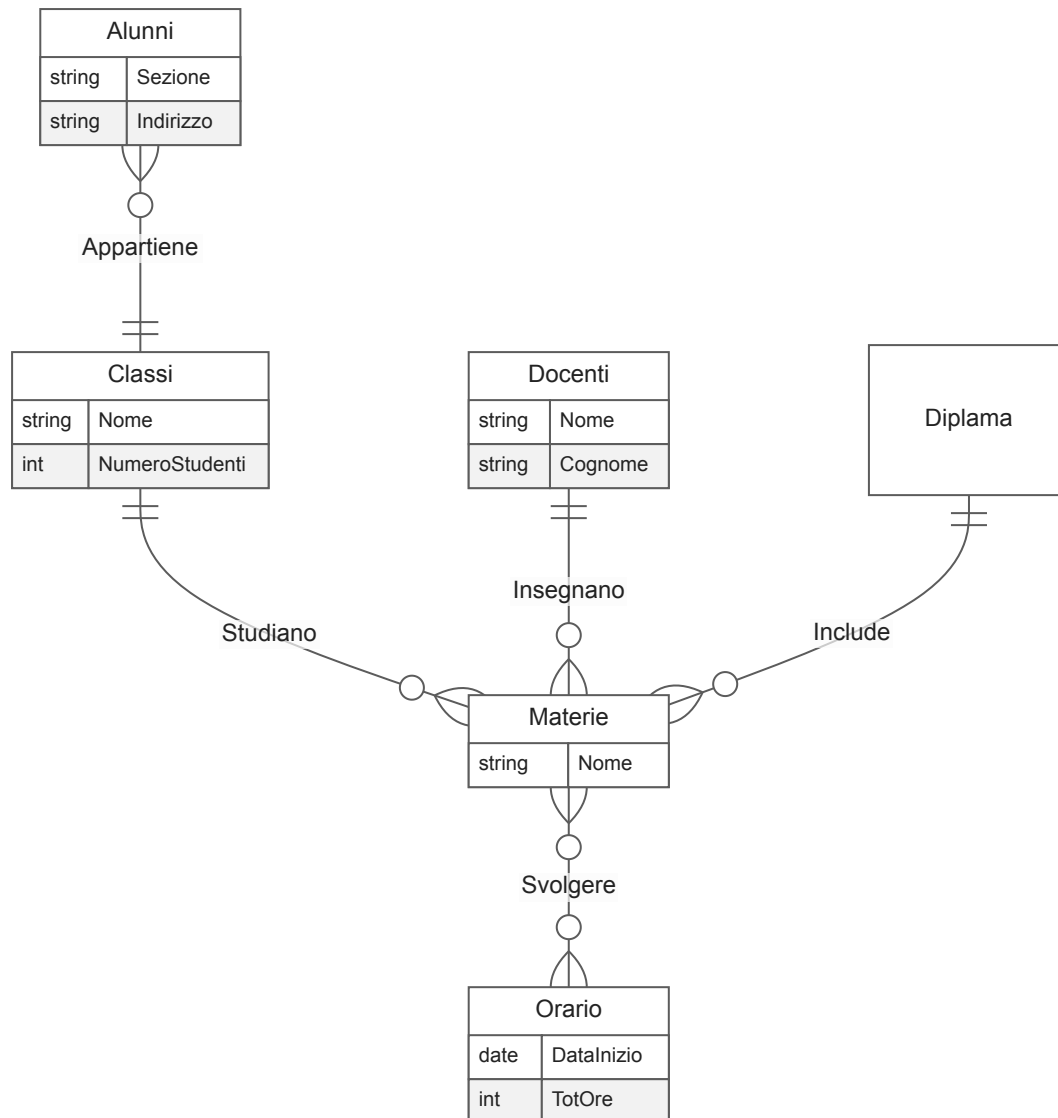 Alunni
string Sezione
string Indirizzo
Appartiene
Classi
string Nome
int NumeroStudenti
Docenti
string Nome
string Cognome
Diplama
Studiano
Insegnano
Include
Materie
string Nome
Svolgere
Orario
date DataInizio
int TotOre